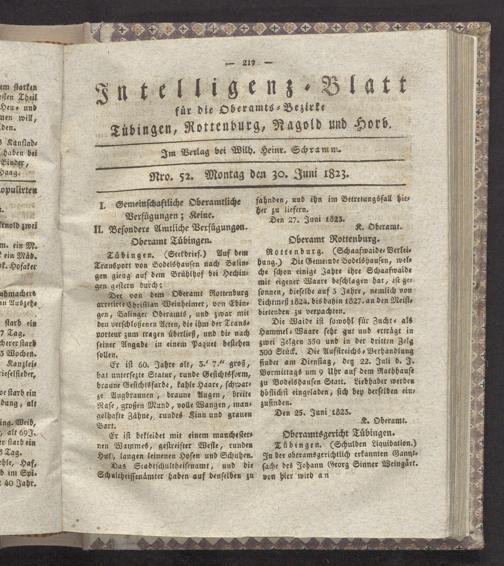 — 217 —
Intelligenz-Blatt
für die Oberamts-Bezirke
Tübingen, Rottenburg, Nagold und Horb.
Im Verlag bei Wilh. Heinr. Schramm.
Nro. 52. Montag den 30. Juni 1823.
I. Gemeinschaftliche Oberamtliche
Verfügungen; Keine.
II. Besondere Amtliche Verfügungen.
Oberamt Tübingen.
Tübingen. (Steckbrief.) Auf dem
Transport von Bodelshausen nach Balin
gen gieng auf dem Brühlhof bei Hechin
gen gestern durch:
Der von dem Oberamt Rottenburg
arretirte Christian Weinheimer, von Thin
gen, Balinger Oberamts, und zwar mit
den verschlossenen Akten, die ihm der Trans
porteur zum tragen überließ, und die nach
seiner Angabe in einem Paquet bestehen
sollen.
Er ist 60. Jahre alt, 5.' 7." groß,
hat untersezte Statur, runde Gesichtsform,
braune Gesichtsfarbe, kahle Haare, schwar-
ze Augbraunen, braune Augen, breite
Nase, großen Mund, volle Wangen, man-
gelhafte Zähne, rundes Kinn und graue
Bart.
Er ist bekleidet mit einem manchestern
nen Wammes, gestreifter Weste, runden
Hut, langen leinenen Hosen und Schuhen.
Das Stadtschultheissenamt, und die
Schultheissenämter haben auf denselben zu
fahnden, und ihn im Betretungsfall hie-
her zu liefern.
Den 27. Juni 1823.
K. Oberamt.
Oberamt Rottenburg.
Rottenburg. (Schaafwaide-Verlei-
hung.) Die Gemeinde Bodelshausen, wel-
che schon einige Jahre ihre Schaafwaide
mit eigener Waare beschlagen hat, ist ge-
sonnen, dieselbe auf 3 Jahre, nemlich von
Lichtmeß 1824. bis dahin 1827. an den Meist-
bietenden zu verpachten.
Die Waide ist sowohl für Zucht- als
Hammel-Waare sehr gut und erträgt in
zwei Zelgen 350 und in der dritten Zelg
300 Stück. Die Aufstreichs-Verhandlung
findet am Dienstag, den 22. Juli d. J.
Vormittags um 9 Uhr auf dem Rathhause
zu Bodelshausen Statt. Liebhaber werden
höflichst eingeladen, sich bey derselben ein-
zufinden.
Den 25. Juni 1823.
K. Oberamt.
Oberamtsgericht Tübingen.
Tübingen. (Schulden Liquidation.)
In der oberamtsgerichtlich erkannten Gannt-
sache des Johann Georg Sinner Weingärt.
von hier wird an